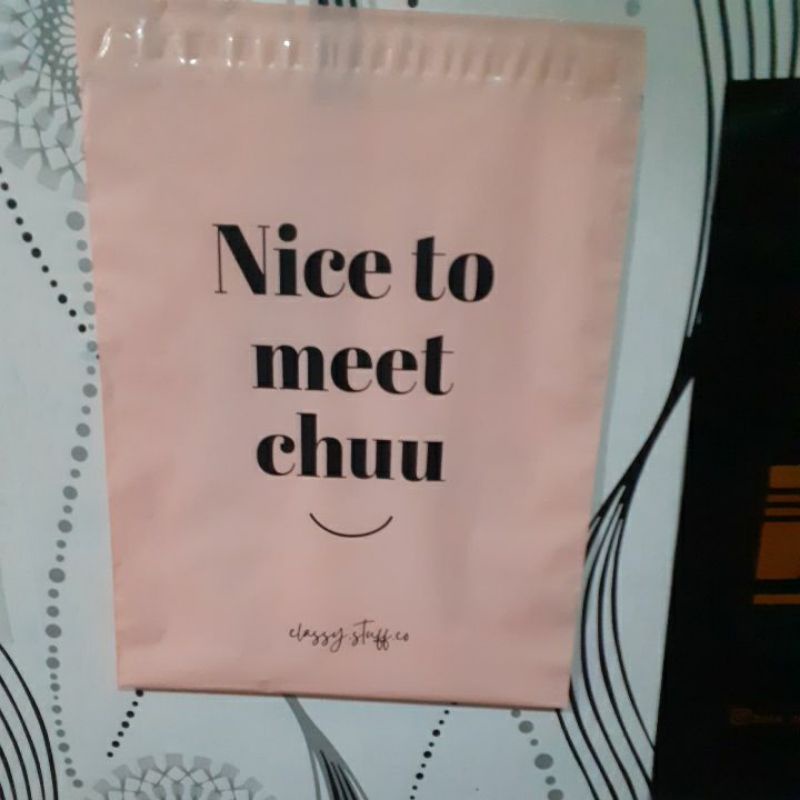 Nice to
meet
chuu
classy.stuff.co